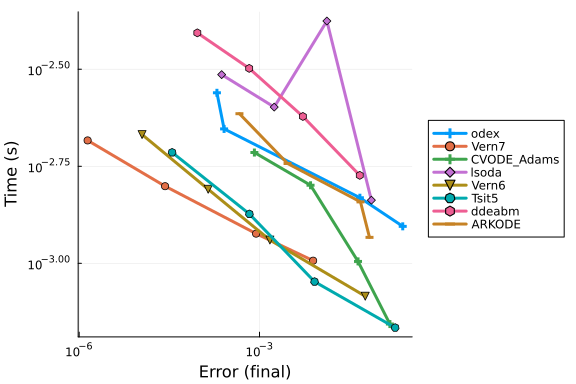 10^-2.50
10^-2.75
10^-3.00
Time (s)
10^-6
10^-3
Error (final)
odex
Vern7
CVODE_Adams
lsoda
Vern6
Tsit5
ddeabm
ARKODE